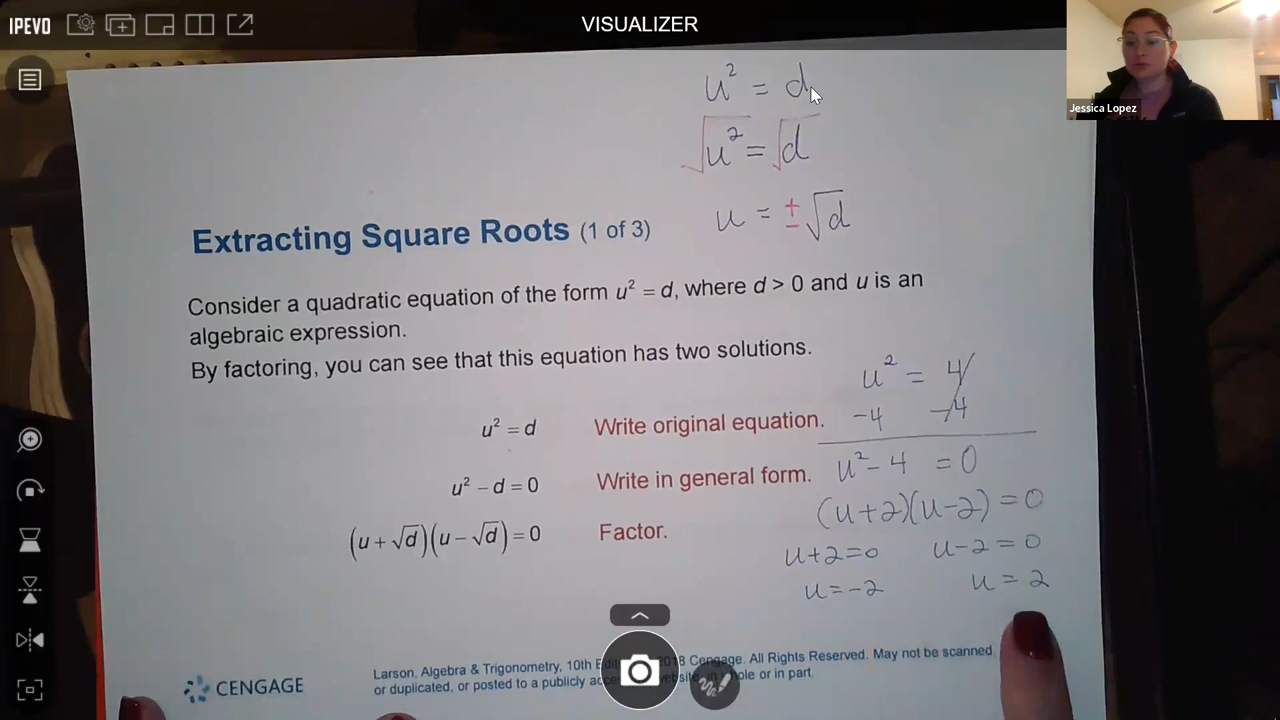 IPEVO
VISUALIZER
Jessica Lopez
u² = d
√u² = √d
u = ±√d
Extracting Square Roots (1 of 3)
Consider a quadratic equation of the form u² = d, where d > 0 and u is an
algebraic expression.
By factoring, you can see that this equation has two solutions.
u² = 4
-4 -4
u² = d Write original equation.
u² - 4 = 0
u² − d = 0 Write in general form.
(u+2)(u-2) = 0
(u + √d)(u − √d) = 0 Factor.
u+2=0 u-2=0
u=-2 u=2
Larson, Algebra & Trigonometry, 10th Cengage. All Rights Reserved. May not be scanned,
or duplicated, or posted to a publicly whole or in part.
CENGAGE